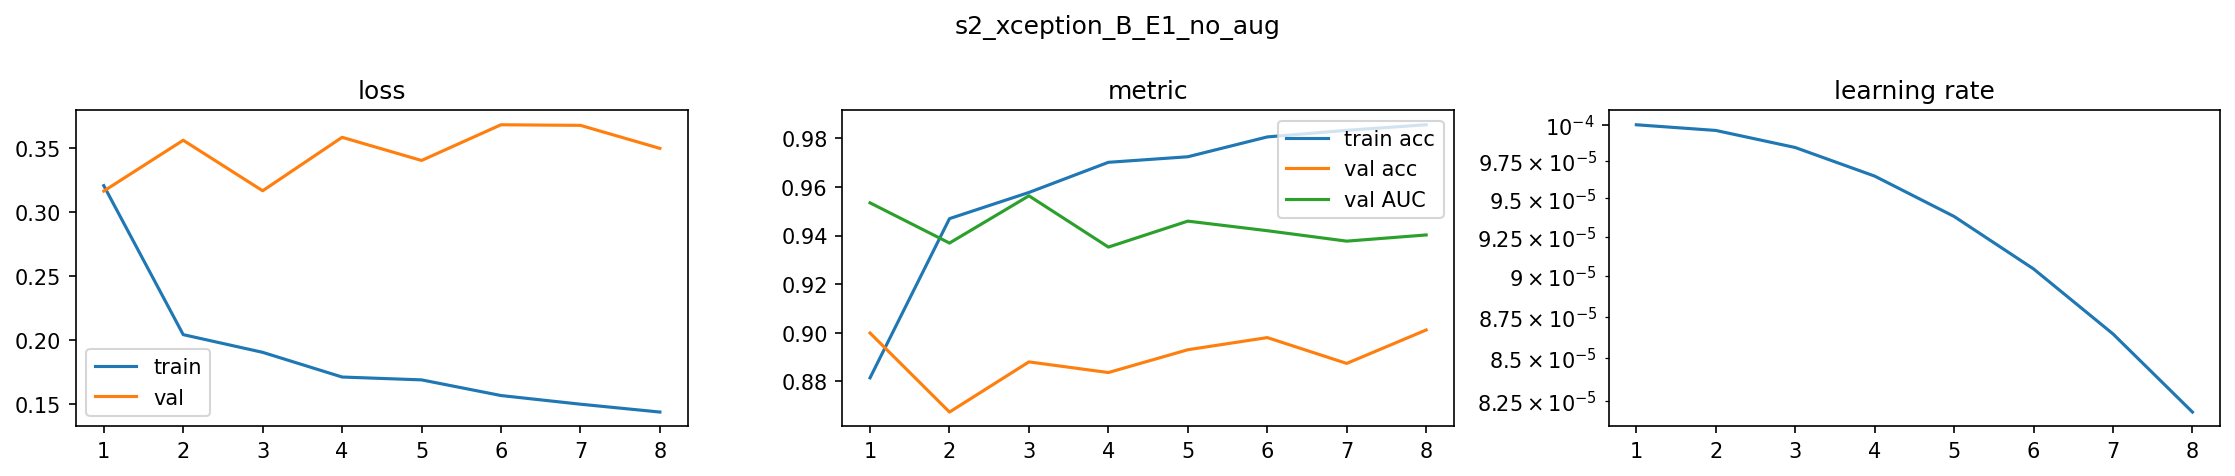 s2_xception_B_E1_no_aug
loss
0.35
0.30
0.25
0.20
0.15
train
val
1 2 3 4 5 6 7 8
metric
0.98
0.96
0.94
0.92
0.90
0.88
train acc
val acc
val AUC
1 2 3 4 5 6 7 8
learning rate
10⁻⁴
9.75 × 10⁻⁵
9.5 × 10⁻⁵
9.25 × 10⁻⁵
9 × 10⁻⁵
8.75 × 10⁻⁵
8.5 × 10⁻⁵
8.25 × 10⁻⁵
1 2 3 4 5 6 7 8